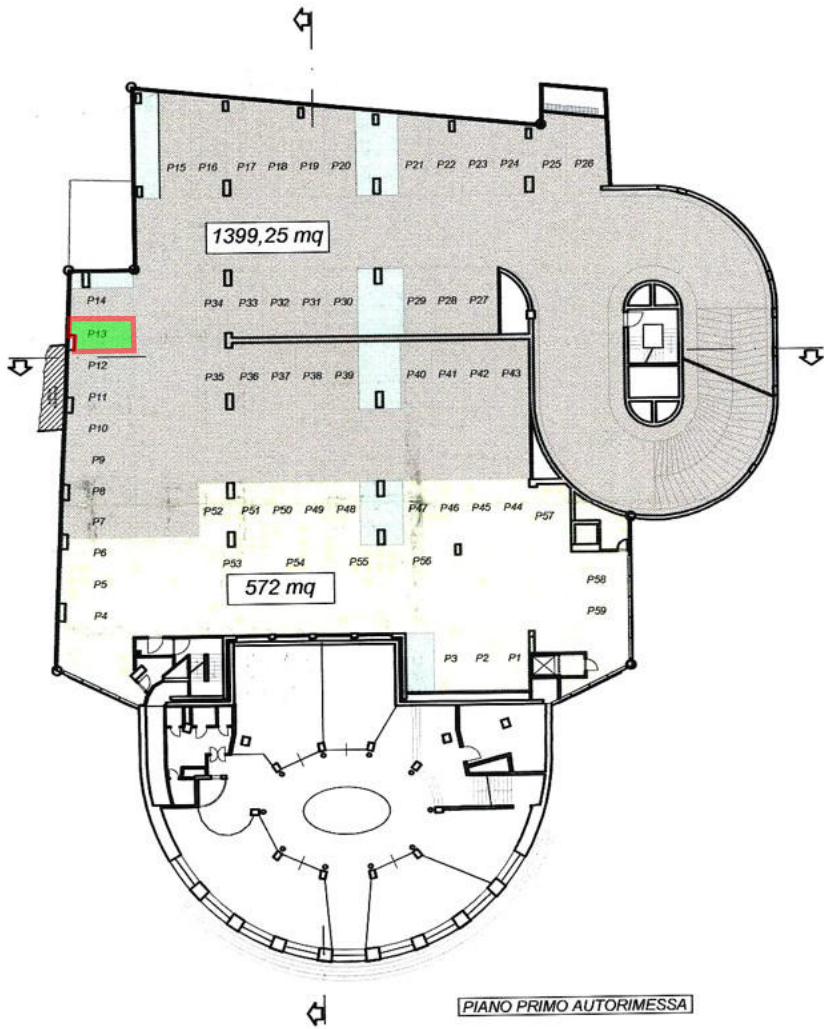 P15 P16 P17 P18 P19 P20 P21 P22 P23 P24 P25 P26
1399,25 mq
P14
P34 P33 P32 P31 P30 P29 P28 P27
P13
P12
P35 P36 P37 P38 P39 P40 P41 P42 P43
P11
P10
P9
P8
P52 P51 P50 P49 P48 P47 P46 P45 P44 P57
P7
P6
P53 P54 P55 P56
P5
572 mq
P58
P4
P59
P3 P2 P1
PIANO PRIMO AUTORIMESSA